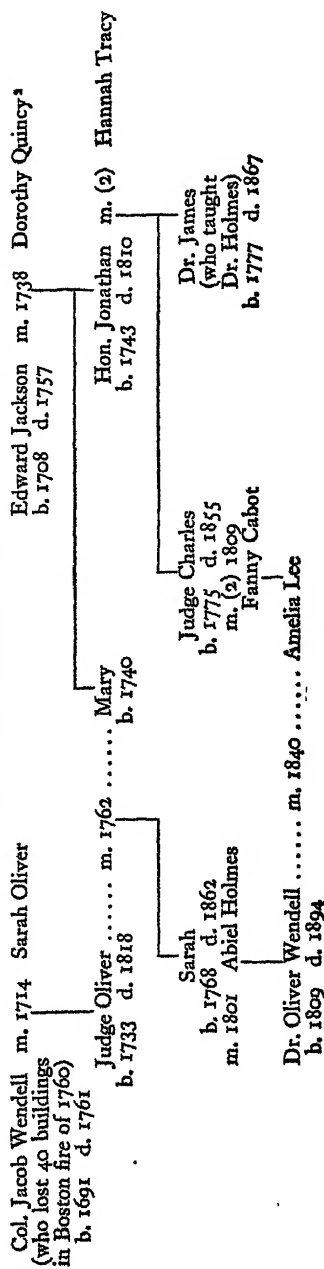 Col. Jacob Wendell m. 1714 Sarah Oliver
(who lost 40 buildings
in Boston fire of 1760)
b. 1691 d. 1761
Edward Jackson m. 1738 Dorothy Quincy²
b. 1708 d. 1757
Judge Oliver ...... m. 1762 ...... Mary
b. 1733 d. 1818
b. 1740
Hon. Jonathan m. (2) Hannah Tracy
b. 1743 d. 1810
Sarah
b. 1768 d. 1862
m. 1801 Abiel Holmes
Judge Charles
b. 1775 d. 1855
m. (2) 1809
Fanny Cabot
Dr. James
(who taught
Dr. Holmes)
b. 1777 d. 1867
Dr. Oliver Wendell ...... m. 1840 ...... Amelia Lee
b. 1809 d. 1894